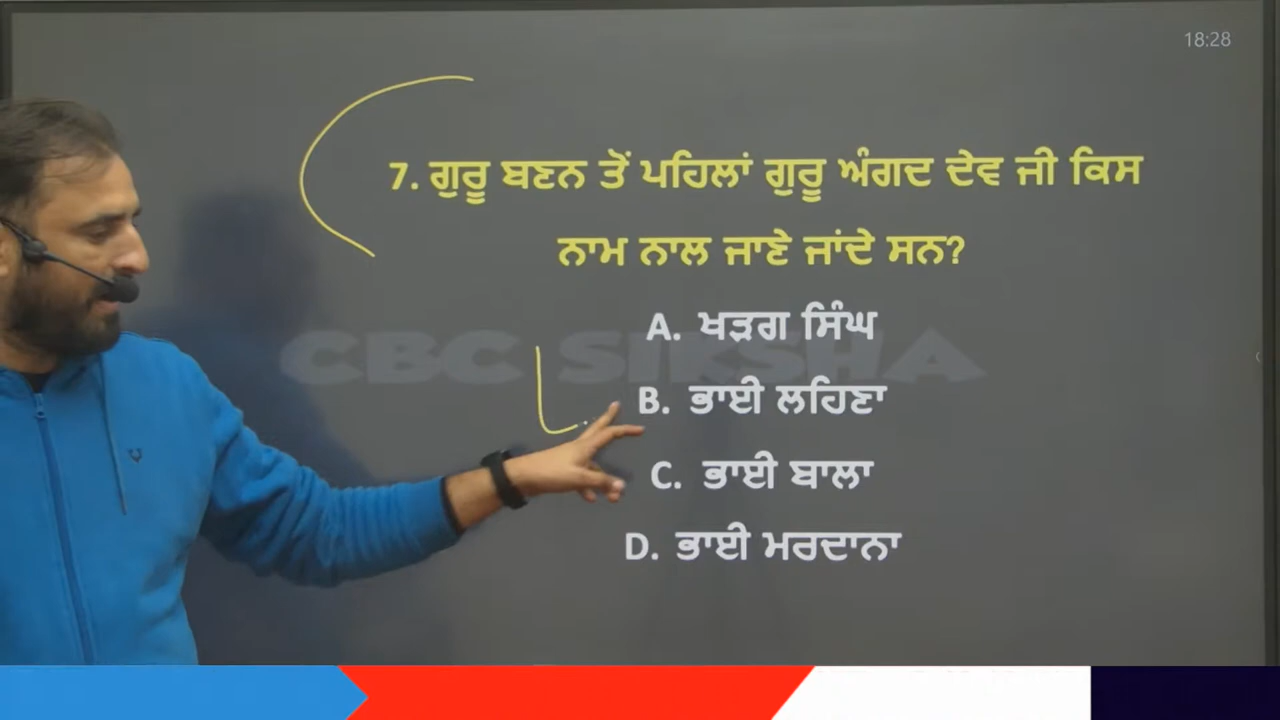 18:28
7. ਗੁਰੂ ਬਣਨ ਤੋਂ ਪਹਿਲਾਂ ਗੁਰੂ ਅੰਗਦ ਦੇਵ ਜੀ ਕਿਸ
ਨਾਮ ਨਾਲ ਜਾਣੇ ਜਾਂਦੇ ਸਨ?
A. ਖੜਗ ਸਿੰਘ
CBC SIKSHA
B. ਭਾਈ ਲਹਿਣਾ
C. ਭਾਈ ਬਾਲਾ
D. ਭਾਈ ਮਰਦਾਨਾ